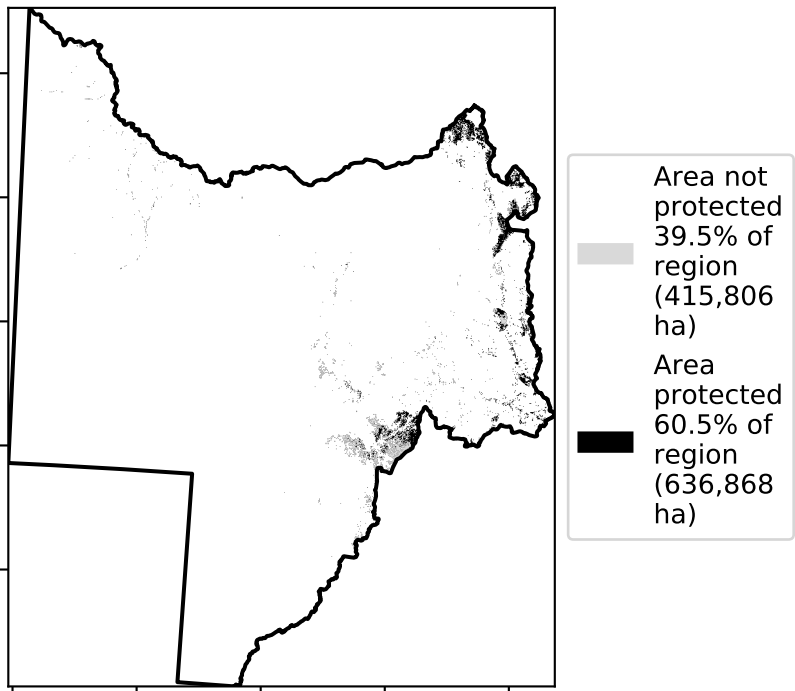 Area not
protected
39.5% of
region
(415,806
ha)
Area
protected
60.5% of
region
(636,868
ha)